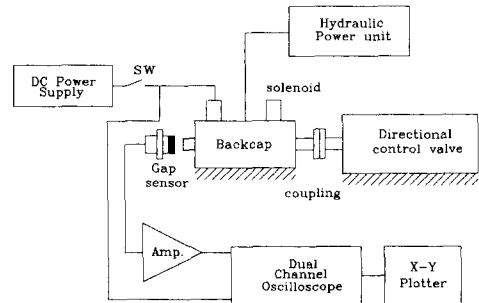 Hydraulic
Power unit
SW
DC Power
Supply
solenoid
Backcap
Directional
control valve
Gap
sensor
coupling
Amp.
Dual
Channel
Oscilloscope
X-Y
Plotter